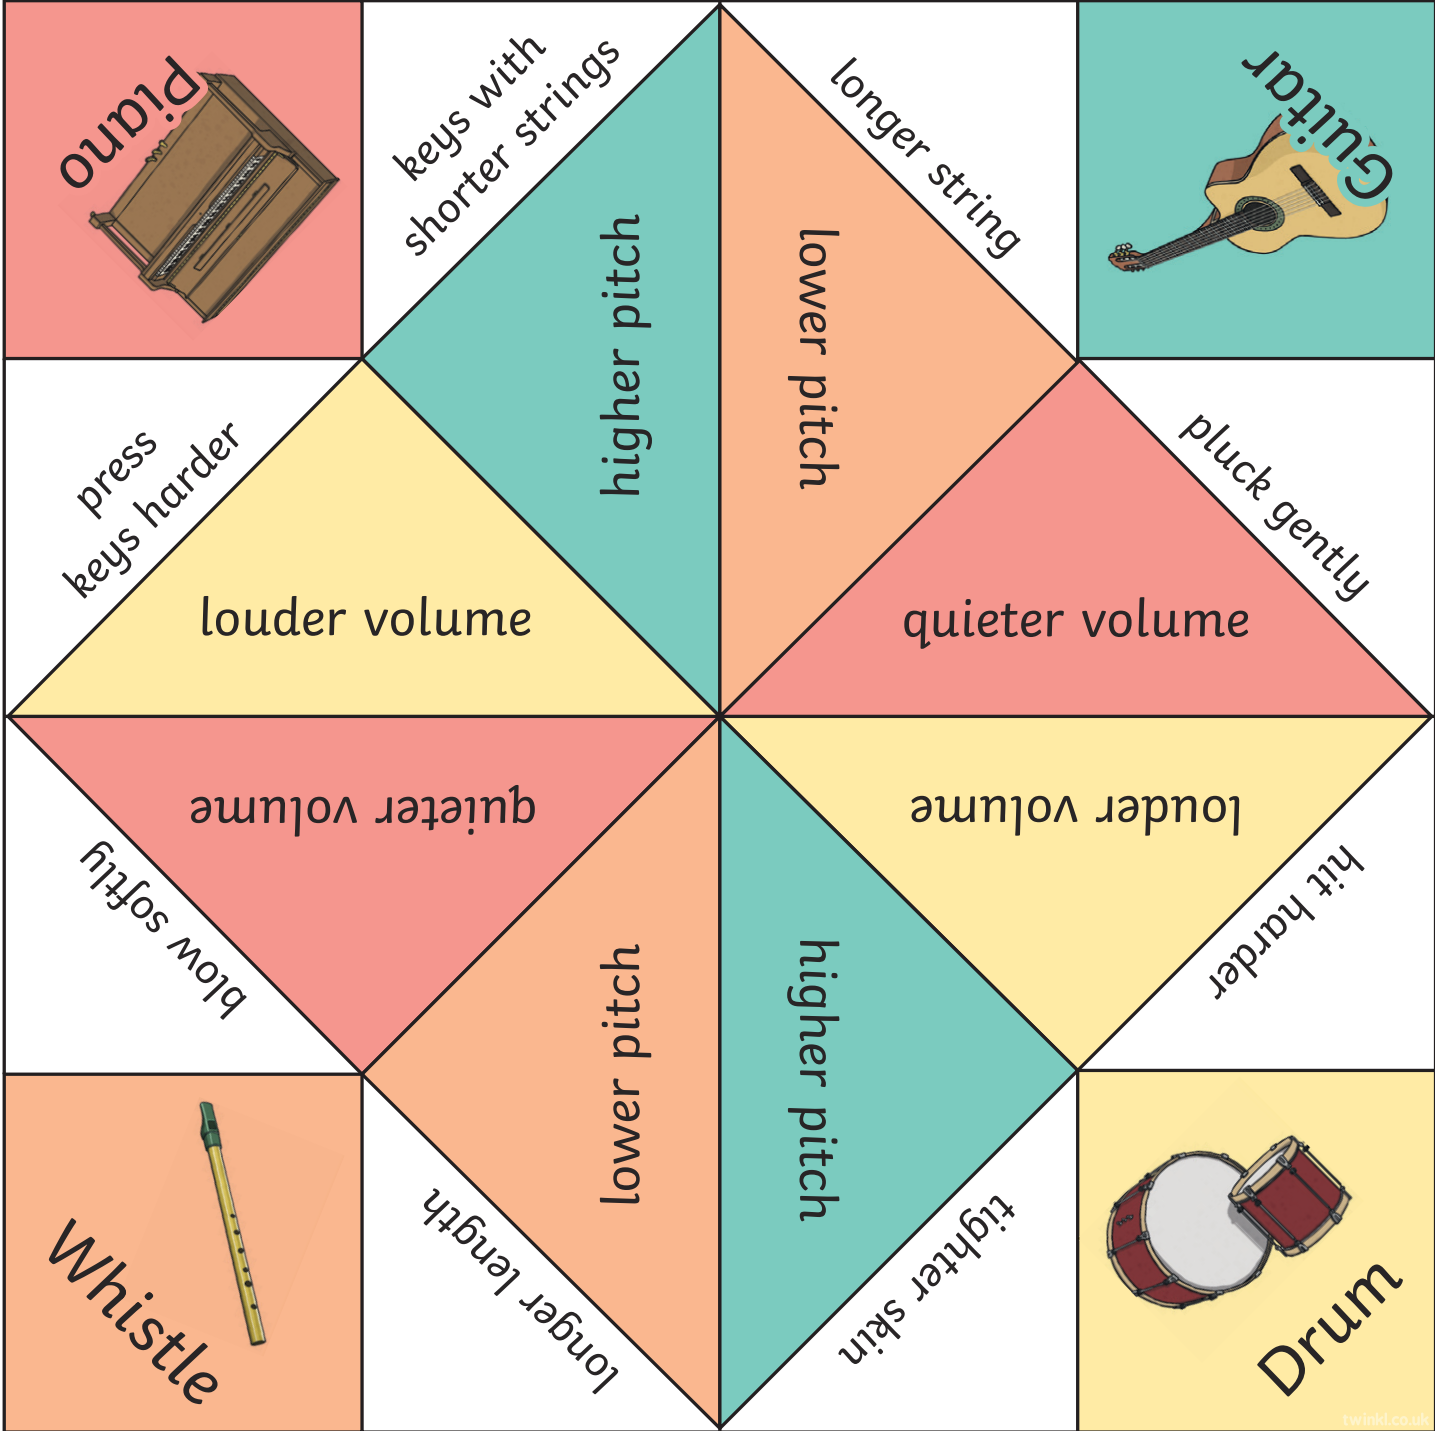 Piano
keys with
shorter strings
longer string
Guitar
higher pitch
lower pitch
press
keys harder
pluck gently
louder volume
quieter volume
quieter volume
louder volume
blow softly
hit harder
lower pitch
higher pitch
Whistle
longer length
tighter skin
Drum
twinkl.co.uk